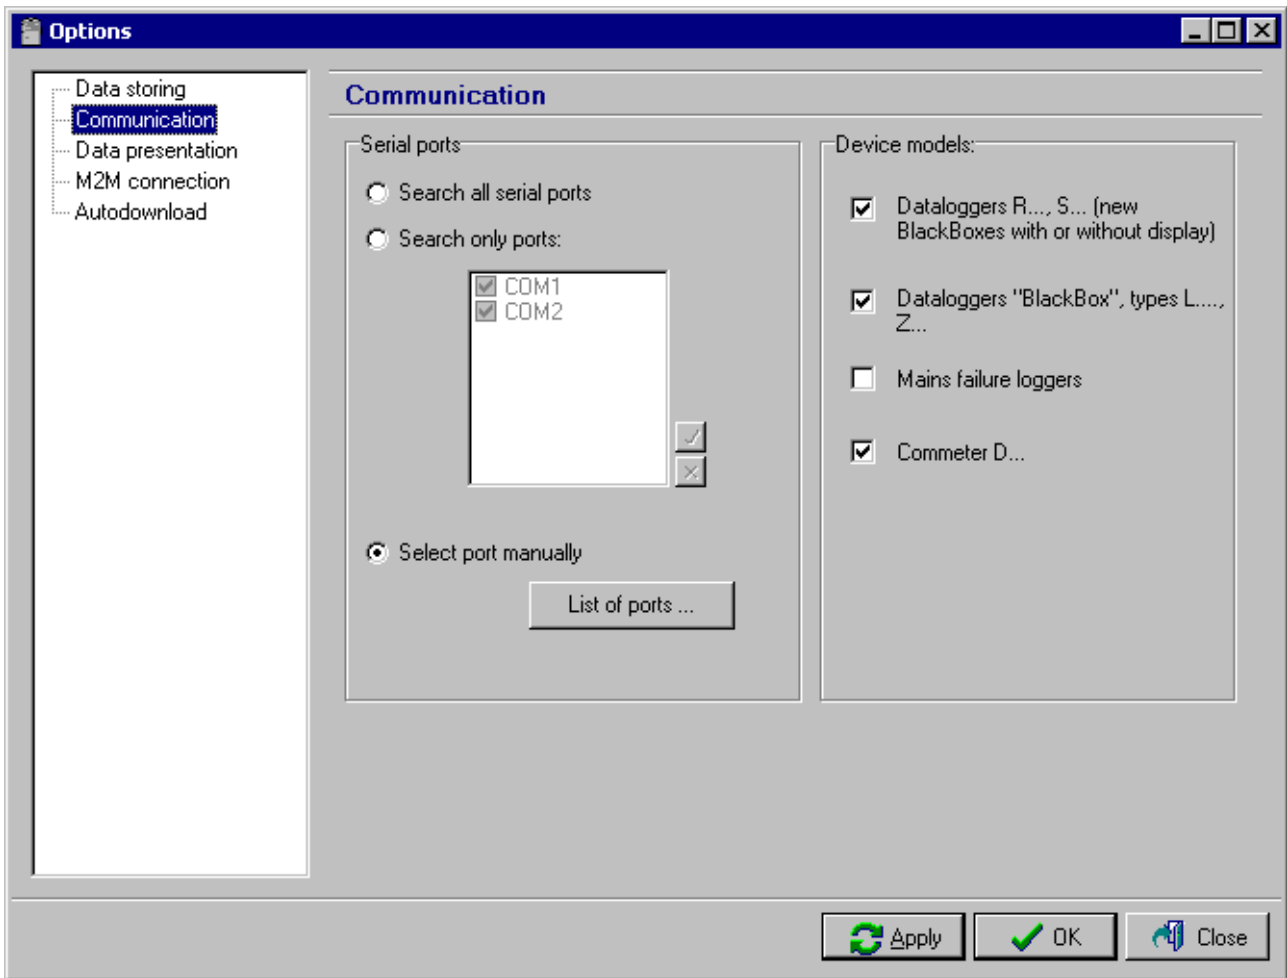 Options
Data storing
Communication
Data presentation
M2M connection
Autodownload
Communication
Serial ports
Search all serial ports
Search only ports:
COM1
COM2
Select port manually
List of ports ...
Device models:
Dataloggers R..., S... (new
BlackBoxes with or without display)
Dataloggers "BlackBox", types L....,
Z...
Mains failure loggers
Commeter D...
Apply
OK
Close